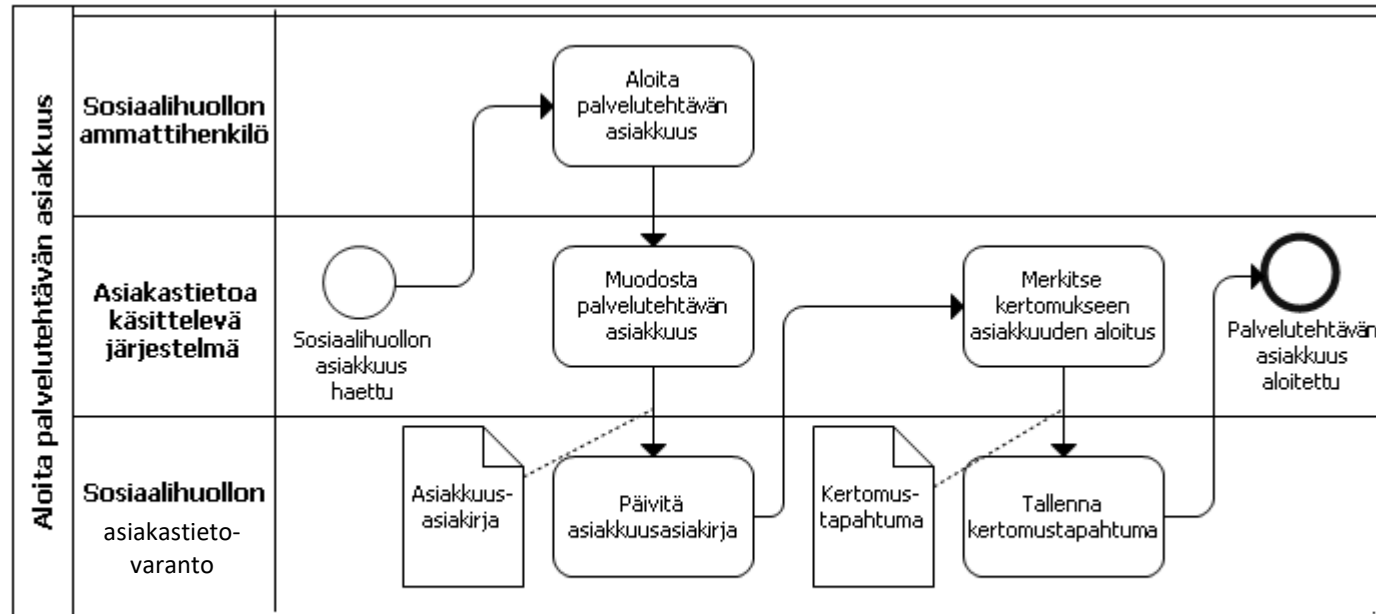 Aloita palvelutehtävän asiakkuus
Sosiaalihuollon
ammattihenkilö
Aloita
palvelutehtävän
asiakkuus
Asiakastietoa
käsittelevä
järjestelmä
Sosiaalihuollon
asiakkuus
haettu
Muodosta
palvelutehtävän
asiakkuus
Merkitse
kertomukseen
asiakkuuden aloitus
Palvelutehtävän
asiakkuus
aloitettu
Sosiaalihuollon
asiakastieto-
varanto
Asiakkuus-
asiakirja
Päivitä
asiakkuusasiakirja
Kertomus-
tapahtuma
Tallenna
kertomustapahtuma